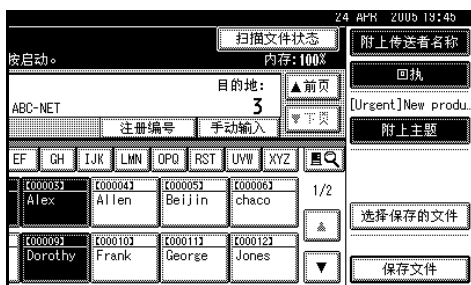 24 APR 2005 19:45
扫描文件状态
附上传送者名称
按启动。
内存:100%
回执
目的地:
▲前页
ABC-NET
3
[Urgent]New produ..
▼下页
注册编号
手动输入
附上主题
EF GH IJK LMN OPQ RST UVW XYZ
[00003] [00004] [00005] [00006]
Alex Allen Beijin chaco
1/2
选择保存的文件
[00009] [00010] [00011] [00012]
Dorothy Frank George Jones
保存文件